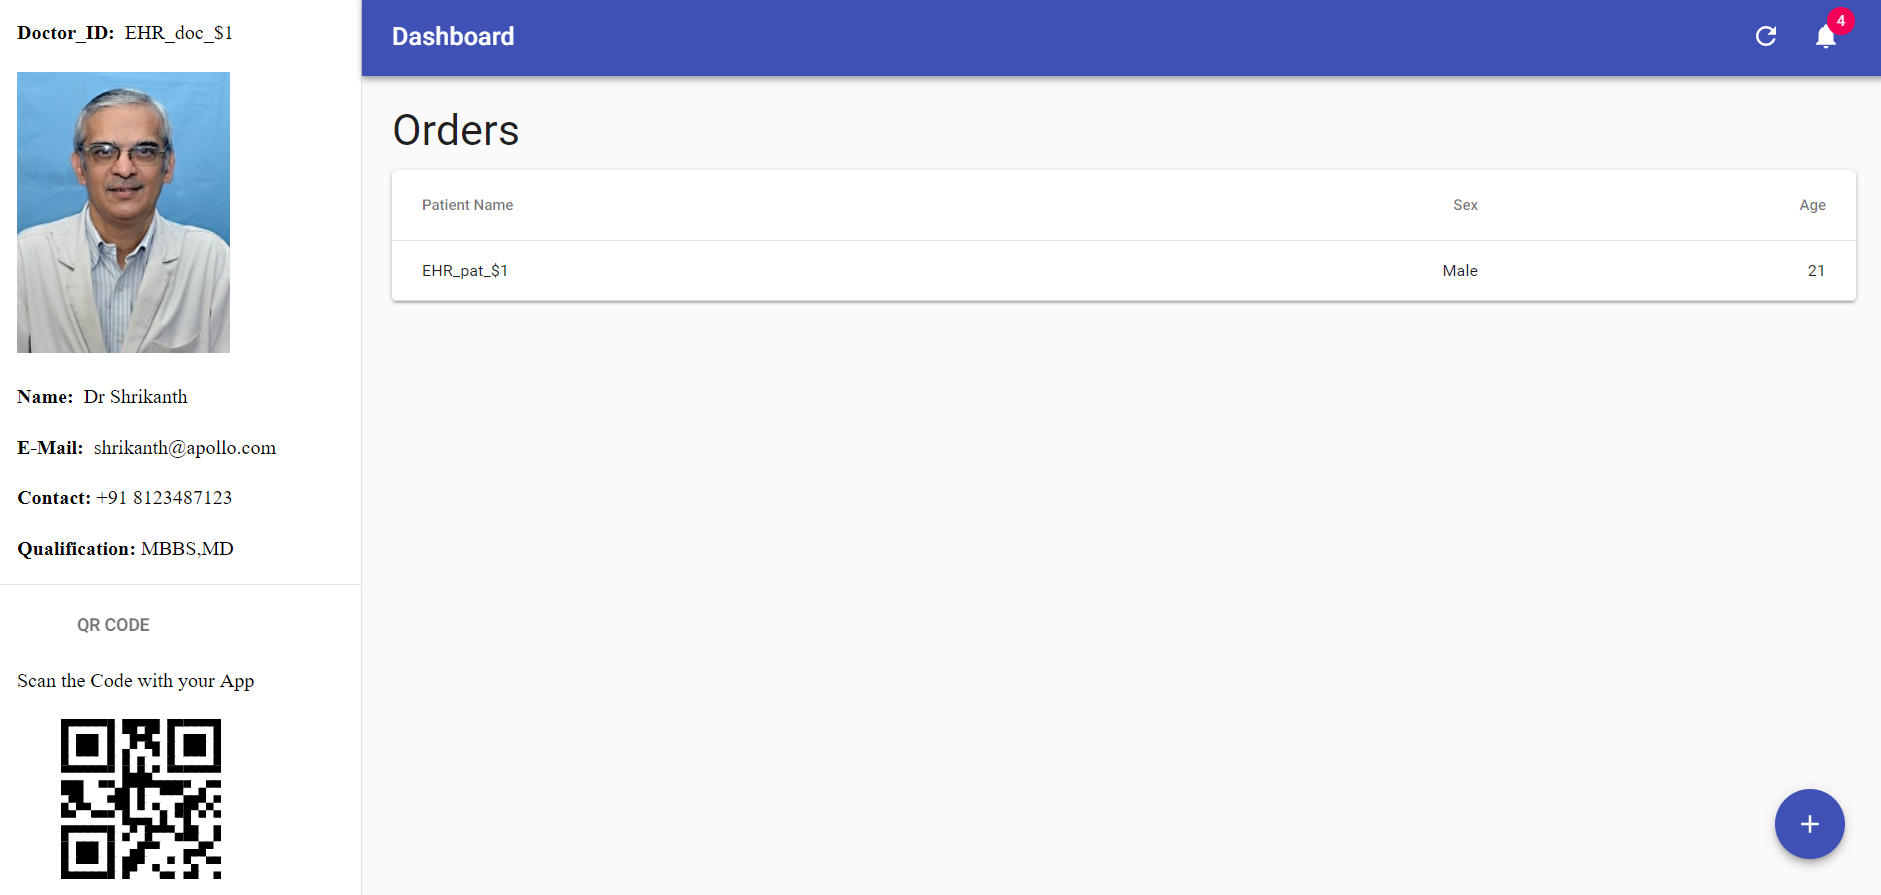 Doctor_ID: EHR_doc_$1
Name: Dr Shrikanth
E-Mail: shrikanth@apollo.com
Contact: +91 8123487123
Qualification: MBBS,MD
QR CODE
Scan the Code with your App
Dashboard
4
Orders
Patient Name Sex Age
EHR_pat_$1 Male 21